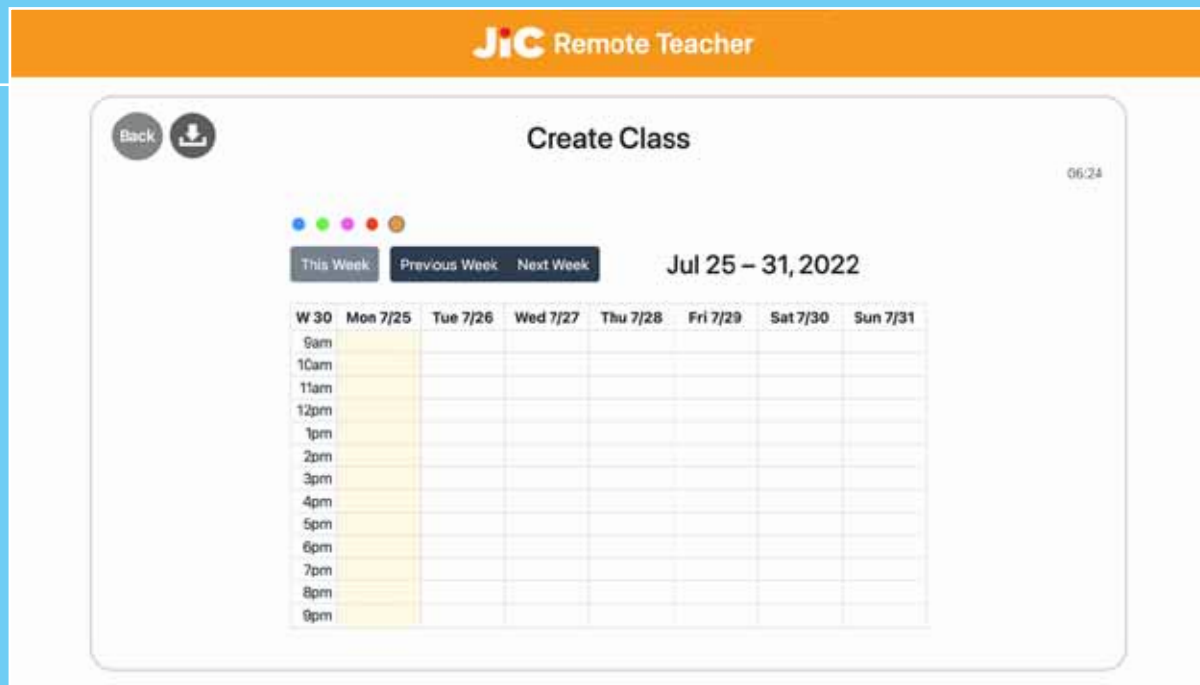 JiC Remote Teacher
Back
Create Class
06:24
This Week Previous Week Next Week Jul 25 – 31, 2022
W 30 Mon 7/25 Tue 7/26 Wed 7/27 Thu 7/28 Fri 7/29 Sat 7/30 Sun 7/31
9am
10am
11am
12pm
1pm
2pm
3pm
4pm
5pm
6pm
7pm
8pm
9pm